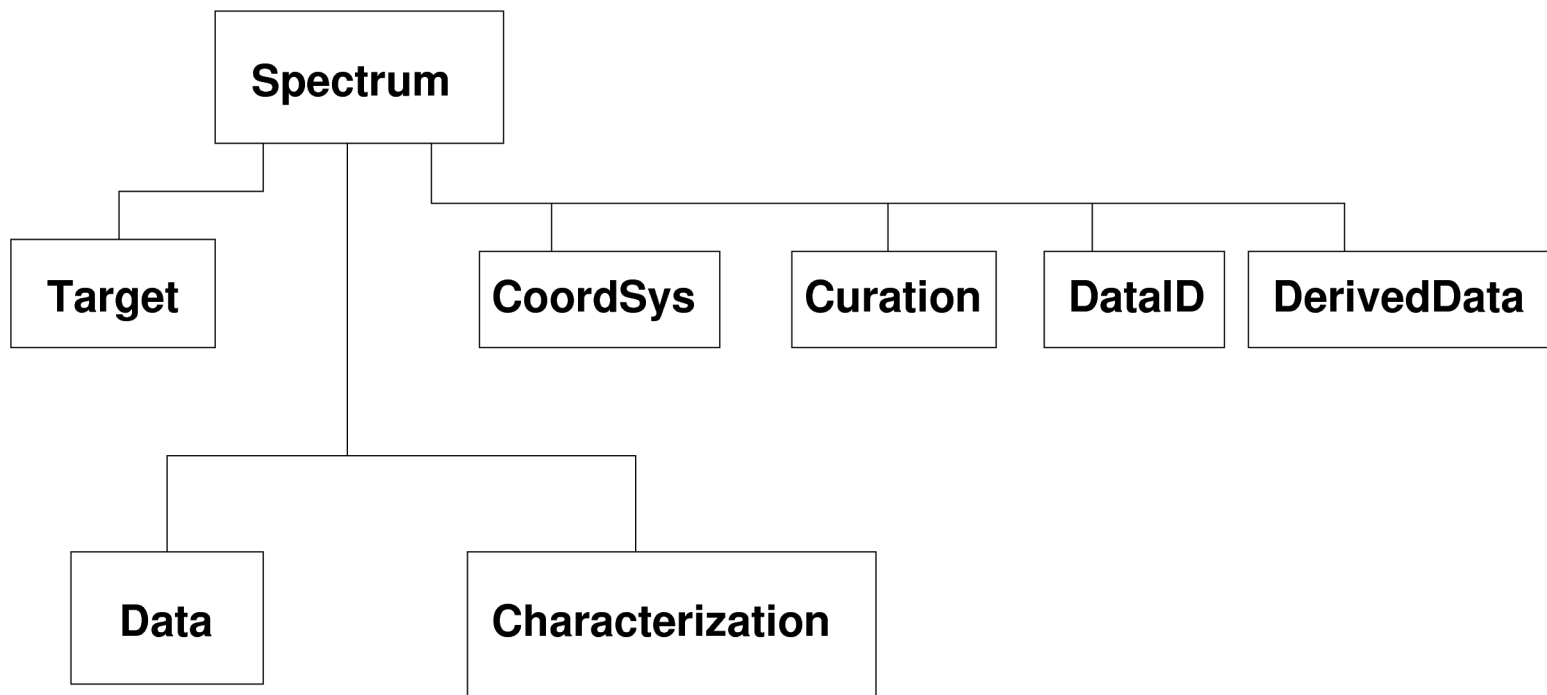 Spectrum
Target
CoordSys
Curation
DataID
DerivedData
Data
Characterization